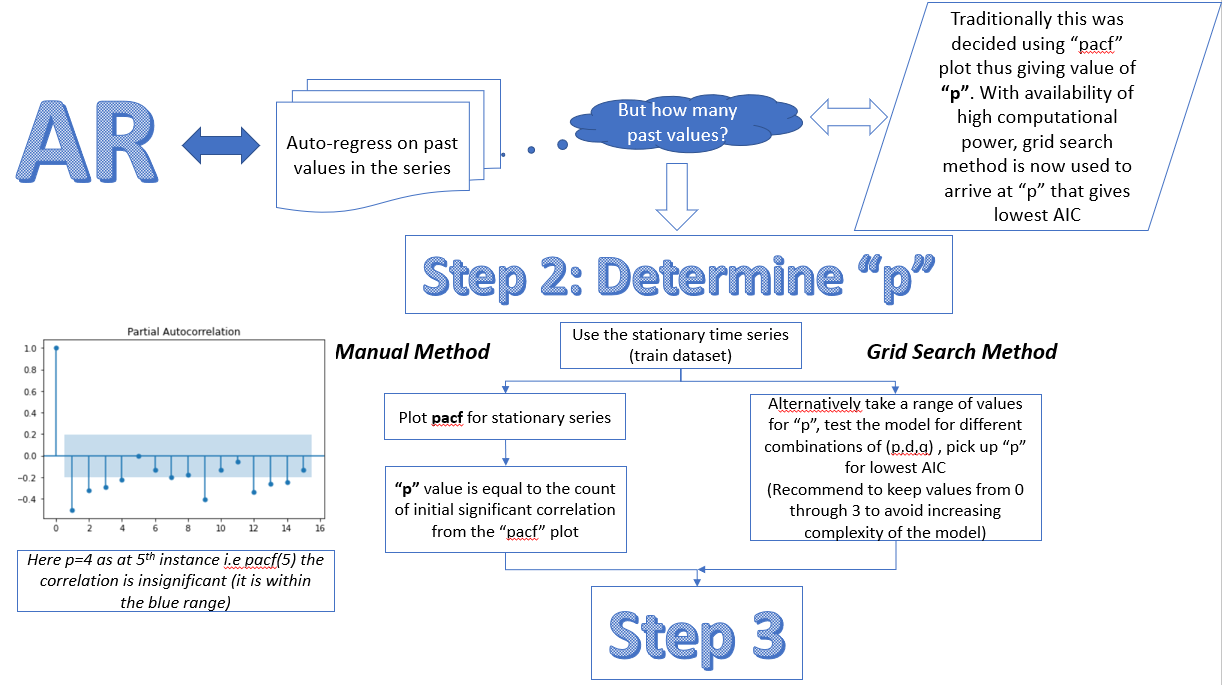 AR
Auto-regress on past
values in the series
But how many
past values?
Traditionally this was
decided using “pacf”
plot thus giving value of
“p”. With availability of
high computational
power, grid search
method is now used to
arrive at “p” that gives
lowest AIC
Step 2: Determine “p”
Partial Autocorrelation
1.0
0.8
0.6
0.4
0.2
0.0
−0.2
−0.4
0 2 4 6 8 10 12 14 16
Here p=4 as at 5th instance i.e pacf(5) the
correlation is insignificant (it is within
the blue range)
Manual Method
Use the stationary time series
(train dataset)
Grid Search Method
Plot pacf for stationary series
“p” value is equal to the count
of initial significant correlation
from the “pacf” plot
Alternatively take a range of values
for “p”, test the model for different
combinations of (p,d,q) , pick up “p”
for lowest AIC
(Recommend to keep values from 0
through 3 to avoid increasing
complexity of the model)
Step 3